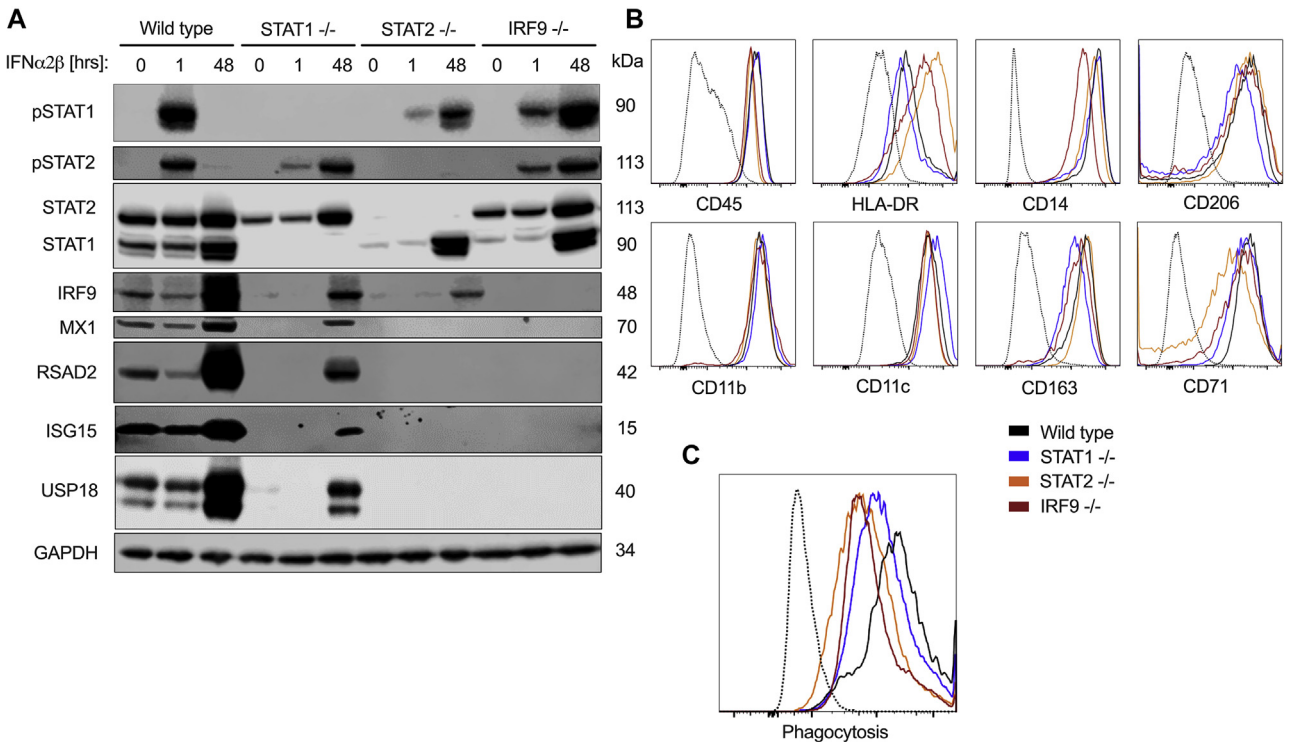 A
Wild type STAT1 -/- STAT2 -/- IRF9 -/-
IFNα2β [hrs]: 0 1 48 0 1 48 0 1 48 0 1 48
kDa
pSTAT1 90
pSTAT2 113
STAT2 113
STAT1 90
IRF9 48
MX1 70
RSAD2 42
ISG15 15
USP18 40
GAPDH 34
B
CD45 HLA-DR CD14 CD206
CD11b CD11c CD163 CD71
Wild type
STAT1 -/-
STAT2 -/-
IRF9 -/-
C
Phagocytosis